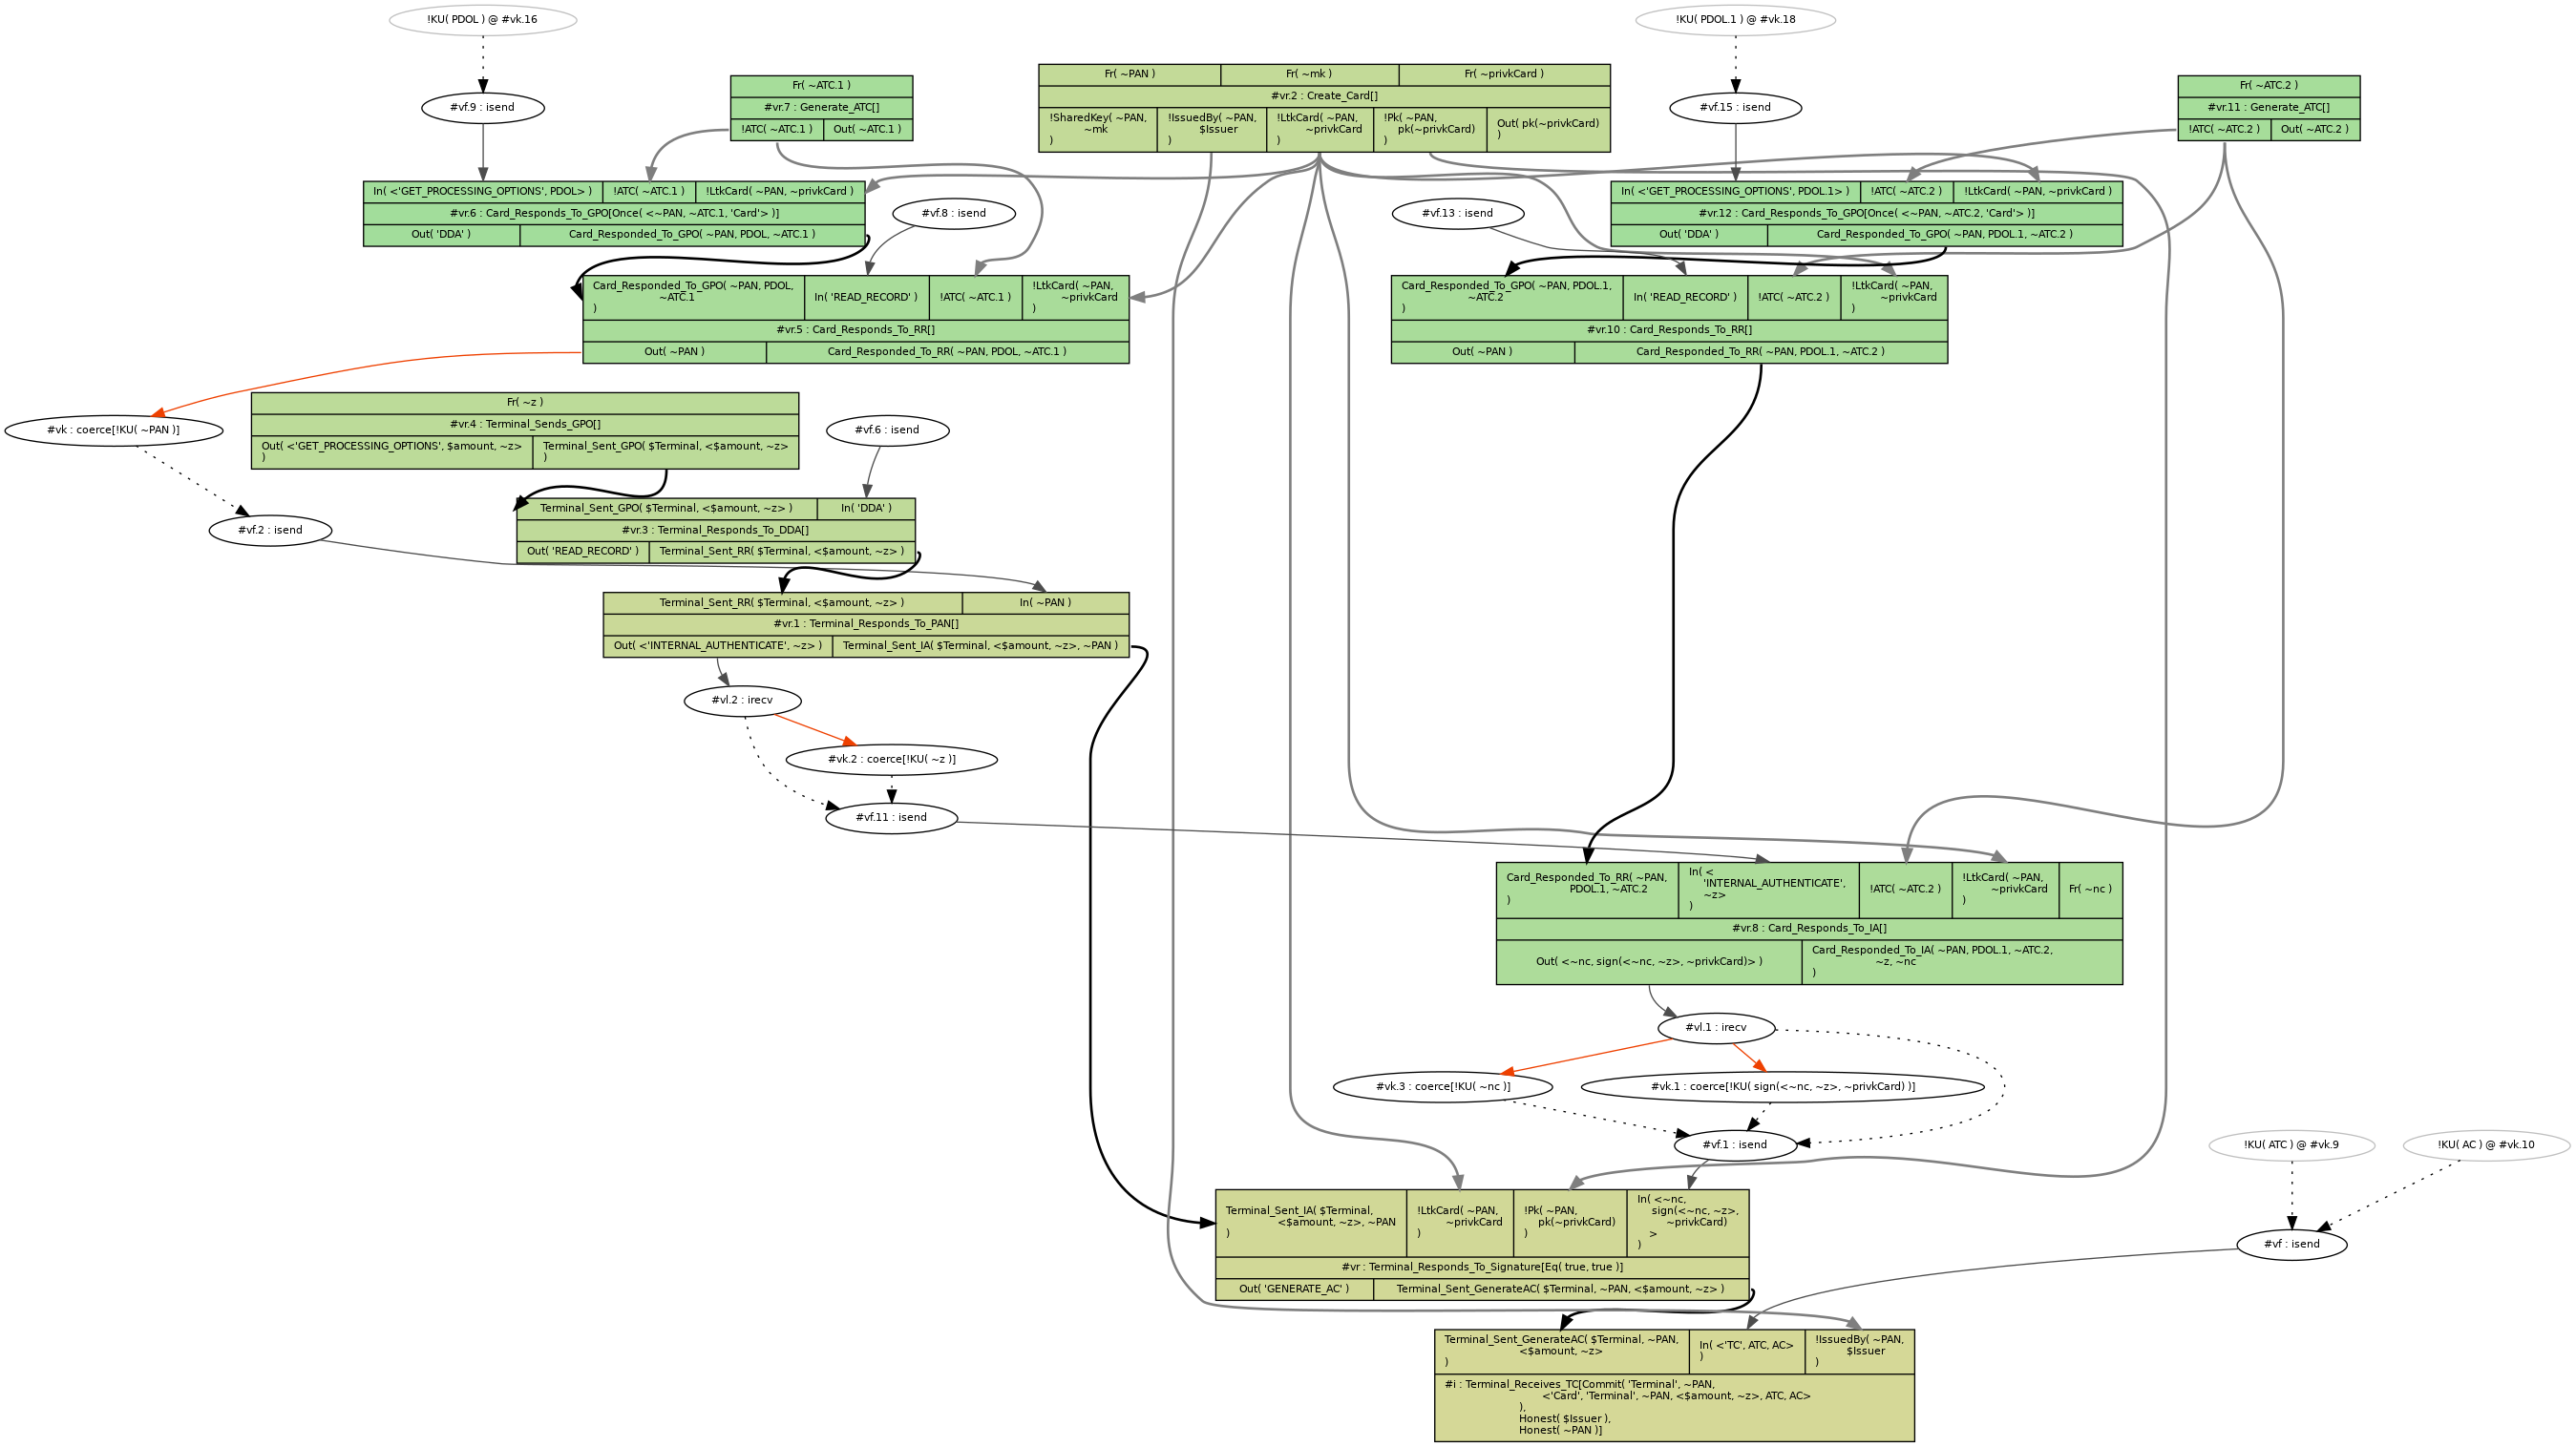 !KU( PDOL ) @ #vk.16
!KU( PDOL.1 ) @ #vk.18
#vf.9 : isend
Fr( ~ATC.1 )
#vr.7 : Generate_ATC[]
!ATC( ~ATC.1 )
Out( ~ATC.1 )
Fr( ~PAN )
Fr( ~mk )
Fr( ~privkCard )
#vr.2 : Create_Card[]
!SharedKey( ~PAN,
~mk
)
!IssuedBy( ~PAN,
$Issuer
)
!LtkCard( ~PAN,
~privkCard
)
!Pk( ~PAN,
pk(~privkCard)
)
Out( pk(~privkCard)
)
#vf.15 : isend
Fr( ~ATC.2 )
#vr.11 : Generate_ATC[]
!ATC( ~ATC.2 )
Out( ~ATC.2 )
In( <'GET_PROCESSING_OPTIONS', PDOL> )
!ATC( ~ATC.1 )
!LtkCard( ~PAN, ~privkCard )
#vr.6 : Card_Responds_To_GPO[Once( <~PAN, ~ATC.1, 'Card'> )]
Out( 'DDA' )
Card_Responded_To_GPO( ~PAN, PDOL, ~ATC.1 )
#vf.8 : isend
#vf.13 : isend
In( <'GET_PROCESSING_OPTIONS', PDOL.1> )
!ATC( ~ATC.2 )
!LtkCard( ~PAN, ~privkCard )
#vr.12 : Card_Responds_To_GPO[Once( <~PAN, ~ATC.2, 'Card'> )]
Out( 'DDA' )
Card_Responded_To_GPO( ~PAN, PDOL.1, ~ATC.2 )
Card_Responded_To_GPO( ~PAN, PDOL,
~ATC.1
)
In( 'READ_RECORD' )
!ATC( ~ATC.1 )
!LtkCard( ~PAN,
~privkCard
)
#vr.5 : Card_Responds_To_RR[]
Out( ~PAN )
Card_Responded_To_RR( ~PAN, PDOL, ~ATC.1 )
Card_Responded_To_GPO( ~PAN, PDOL.1,
~ATC.2
)
In( 'READ_RECORD' )
!ATC( ~ATC.2 )
!LtkCard( ~PAN,
~privkCard
)
#vr.10 : Card_Responds_To_RR[]
Out( ~PAN )
Card_Responded_To_RR( ~PAN, PDOL.1, ~ATC.2 )
#vk : coerce[!KU( ~PAN )]
Fr( ~z )
#vr.4 : Terminal_Sends_GPO[]
Out( <'GET_PROCESSING_OPTIONS', $amount, ~z>
)
Terminal_Sent_GPO( $Terminal, <$amount, ~z>
)
#vf.6 : isend
#vf.2 : isend
Terminal_Sent_GPO( $Terminal, <$amount, ~z> )
In( 'DDA' )
#vr.3 : Terminal_Responds_To_DDA[]
Out( 'READ_RECORD' )
Terminal_Sent_RR( $Terminal, <$amount, ~z> )
Terminal_Sent_RR( $Terminal, <$amount, ~z> )
In( ~PAN )
#vr.1 : Terminal_Responds_To_PAN[]
Out( <'INTERNAL_AUTHENTICATE', ~z> )
Terminal_Sent_IA( $Terminal, <$amount, ~z>, ~PAN )
#vl.2 : irecv
#vk.2 : coerce[!KU( ~z )]
#vf.11 : isend
Card_Responded_To_RR( ~PAN,
PDOL.1, ~ATC.2
)
In( <
'INTERNAL_AUTHENTICATE',
~z>
)
!ATC( ~ATC.2 )
!LtkCard( ~PAN,
~privkCard
)
Fr( ~nc )
#vr.8 : Card_Responds_To_IA[]
Out( <~nc, sign(<~nc, ~z>, ~privkCard)> )
Card_Responded_To_IA( ~PAN, PDOL.1, ~ATC.2,
~z, ~nc
)
#vl.1 : irecv
#vk.3 : coerce[!KU( ~nc )]
#vk.1 : coerce[!KU( sign(<~nc, ~z>, ~privkCard) )]
#vf.1 : isend
!KU( ATC ) @ #vk.9
!KU( AC ) @ #vk.10
Terminal_Sent_IA( $Terminal,
<$amount, ~z>, ~PAN
)
!LtkCard( ~PAN,
~privkCard
)
!Pk( ~PAN,
pk(~privkCard)
)
In( <~nc,
sign(<~nc, ~z>,
~privkCard)
>
)
#vr : Terminal_Responds_To_Signature[Eq( true, true )]
Out( 'GENERATE_AC' )
Terminal_Sent_GenerateAC( $Terminal, ~PAN, <$amount, ~z> )
#vf : isend
Terminal_Sent_GenerateAC( $Terminal, ~PAN,
<$amount, ~z>
)
In( <'TC', ATC, AC>
)
!IssuedBy( ~PAN,
$Issuer
)
#i : Terminal_Receives_TC[Commit( 'Terminal', ~PAN,
<'Card', 'Terminal', ~PAN, <$amount, ~z>, ATC, AC>
),
Honest( $Issuer ),
Honest( ~PAN )]